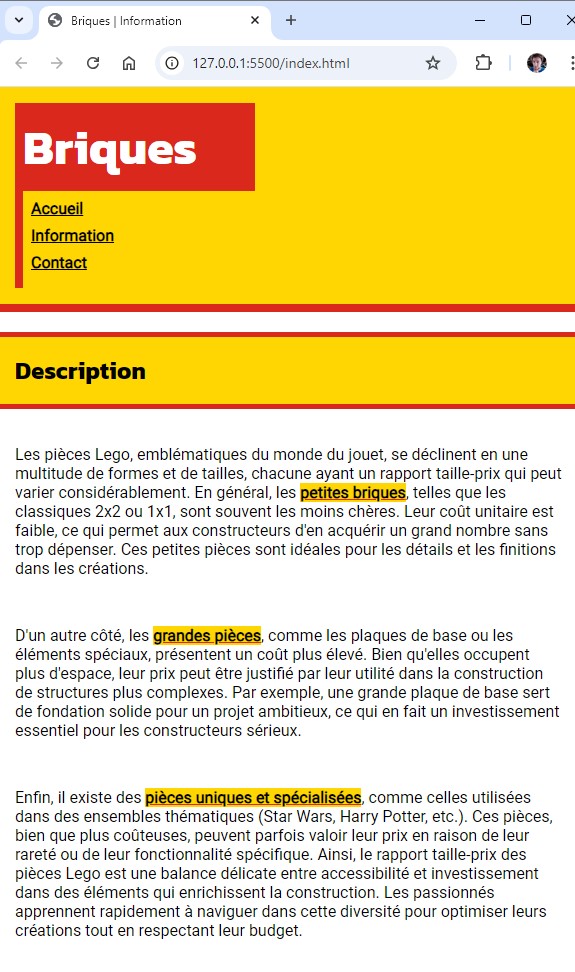 Briques | Information
127.0.0.1:5500/index.html
Briques
Accueil
Information
Contact
Description
Les pièces Lego, emblématiques du monde du jouet, se déclinent en une
multitude de formes et de tailles, chacune ayant un rapport taille-prix qui peut
varier considérablement. En général, les petites briques, telles que les
classiques 2x2 ou 1x1, sont souvent les moins chères. Leur coût unitaire est
faible, ce qui permet aux constructeurs d'en acquérir un grand nombre sans
trop dépenser. Ces petites pièces sont idéales pour les détails et les finitions
dans les créations.
D'un autre côté, les grandes pièces, comme les plaques de base ou les
éléments spéciaux, présentent un coût plus élevé. Bien qu'elles occupent
plus d'espace, leur prix peut être justifié par leur utilité dans la construction
de structures plus complexes. Par exemple, une grande plaque de base sert
de fondation solide pour un projet ambitieux, ce qui en fait un investissement
essentiel pour les constructeurs sérieux.
Enfin, il existe des pièces uniques et spécialisées, comme celles utilisées
dans des ensembles thématiques (Star Wars, Harry Potter, etc.). Ces pièces,
bien que plus coûteuses, peuvent parfois valoir leur prix en raison de leur
rareté ou de leur fonctionnalité spécifique. Ainsi, le rapport taille-prix des
pièces Lego est une balance délicate entre accessibilité et investissement
dans des éléments qui enrichissent la construction. Les passionnés
apprennent rapidement à naviguer dans cette diversité pour optimiser leurs
créations tout en respectant leur budget.